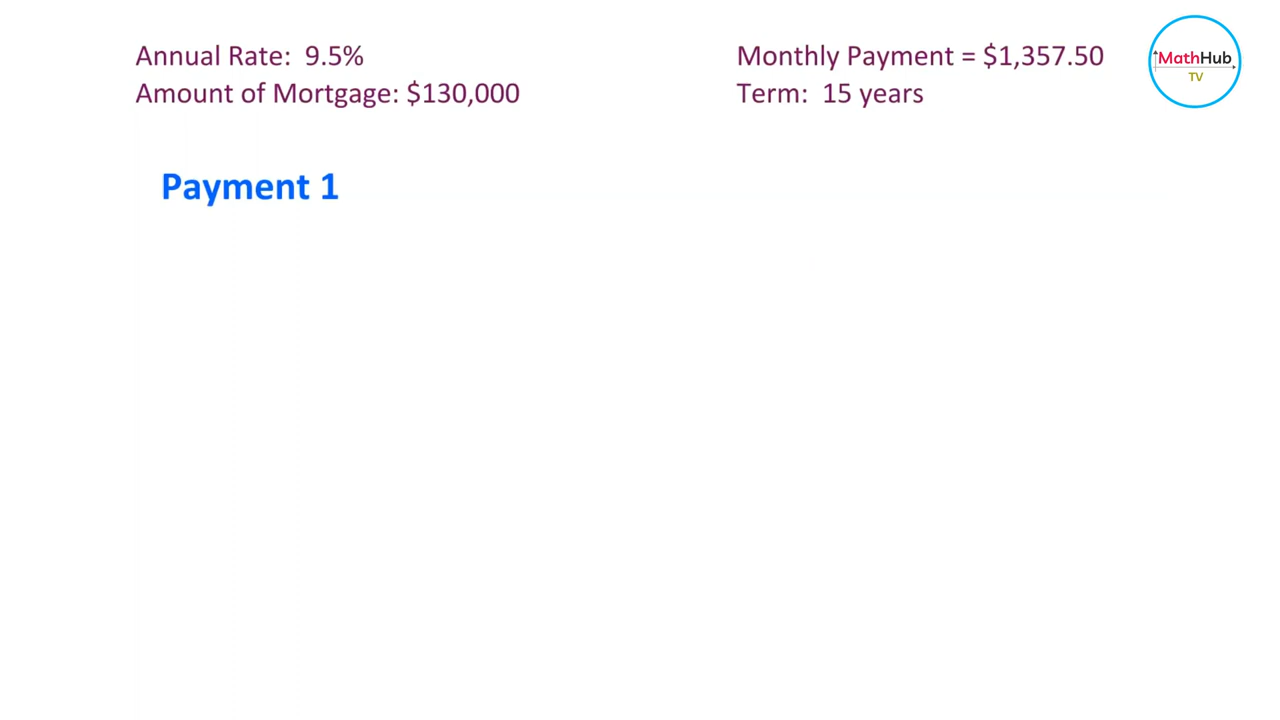 Annual Rate: 9.5%
Amount of Mortgage: $130,000
Monthly Payment = $1,357.50
Term: 15 years
MathHub
TV
Payment 1